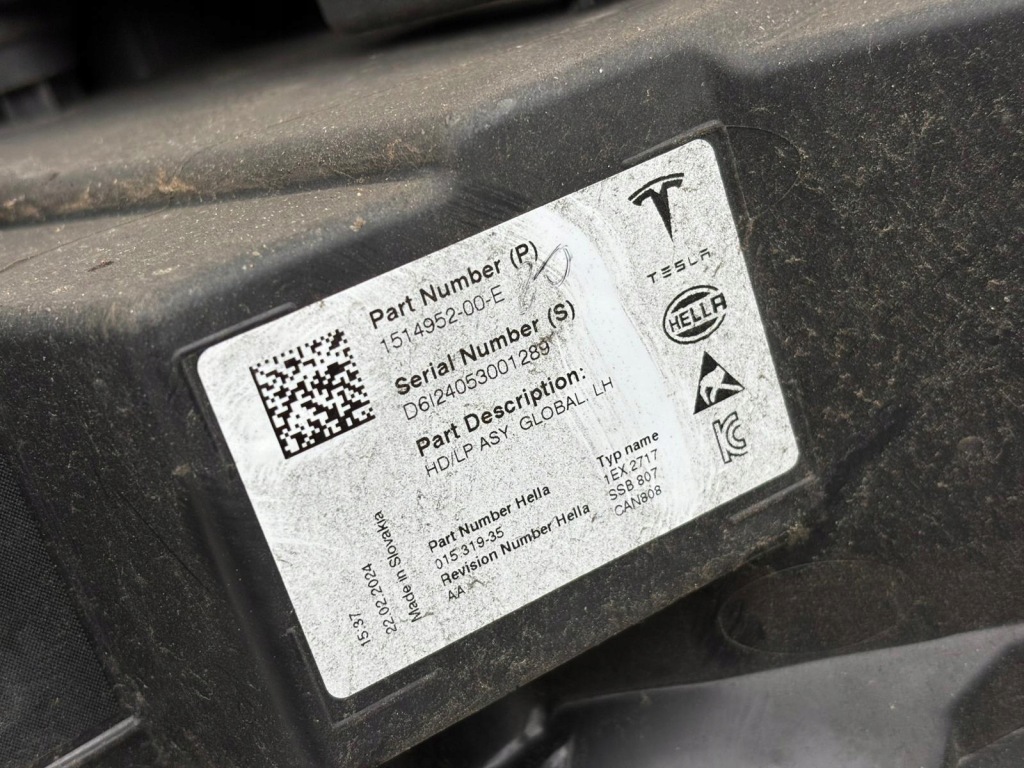 Part Number (P)
1514952-00-E
Serial Number (S)
D6I24053001289
Part Description:
HD/LP ASY, GLOBAL, LH
Part Number Hella
015.319-35
Revision Number Hella
AA
Typ name
1EX 2717
SSB 807
CAN808
15:37
22.02.2024
Made in Slovakia
TESLA
HELLA